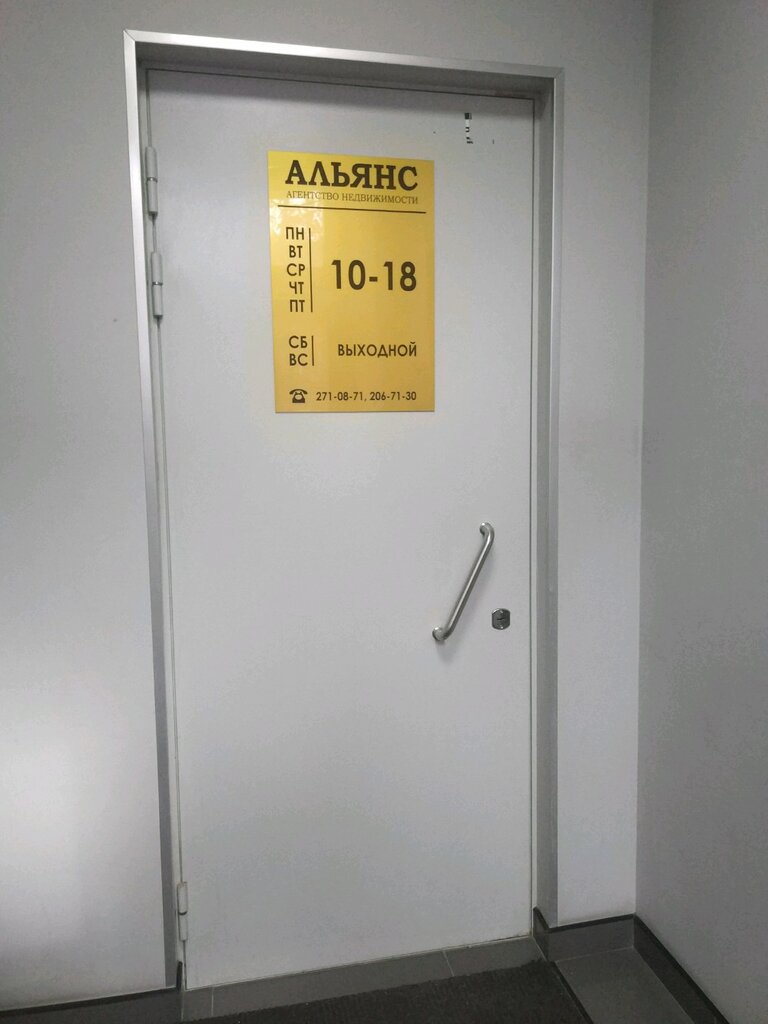 АЛЬЯНС
АГЕНТСТВО НЕДВИЖИМОСТИ
ПН
ВТ
СР
ЧТ
ПТ
10-18
СБ
ВС
ВЫХОДНОЙ
271-08-71, 206-71-30